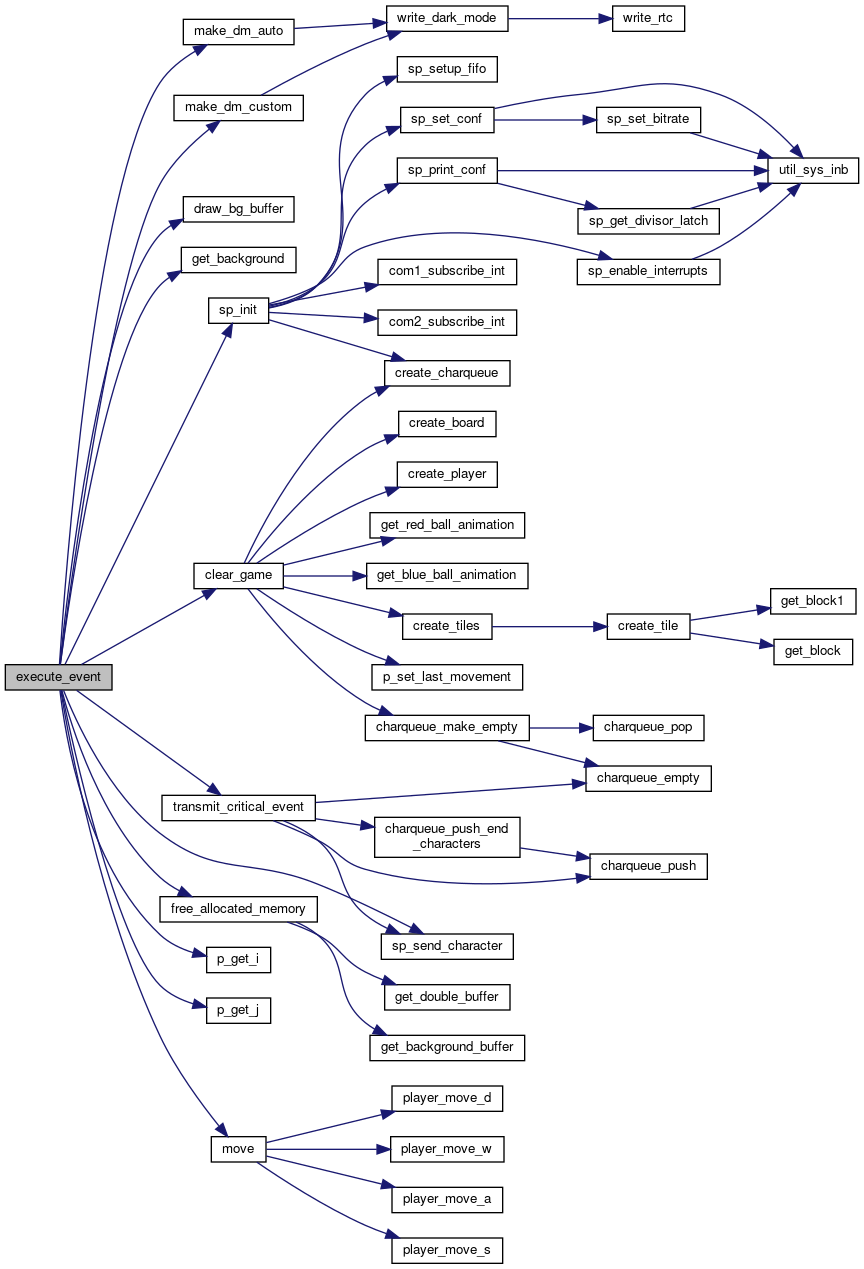 make_dm_auto
write_dark_mode
write_rtc
sp_setup_fifo
make_dm_custom
sp_set_conf
sp_set_bitrate
sp_print_conf
util_sys_inb
draw_bg_buffer
sp_get_divisor_latch
get_background
com1_subscribe_int
sp_enable_interrupts
sp_init
com2_subscribe_int
create_charqueue
create_board
create_player
get_red_ball_animation
clear_game
get_blue_ball_animation
get_block1
create_tiles
create_tile
get_block
execute_event
p_set_last_movement
charqueue_make_empty
charqueue_pop
charqueue_empty
transmit_critical_event
charqueue_push_end
_characters
charqueue_push
free_allocated_memory
sp_send_character
p_get_i
get_double_buffer
p_get_j
get_background_buffer
player_move_d
move
player_move_w
player_move_a
player_move_s